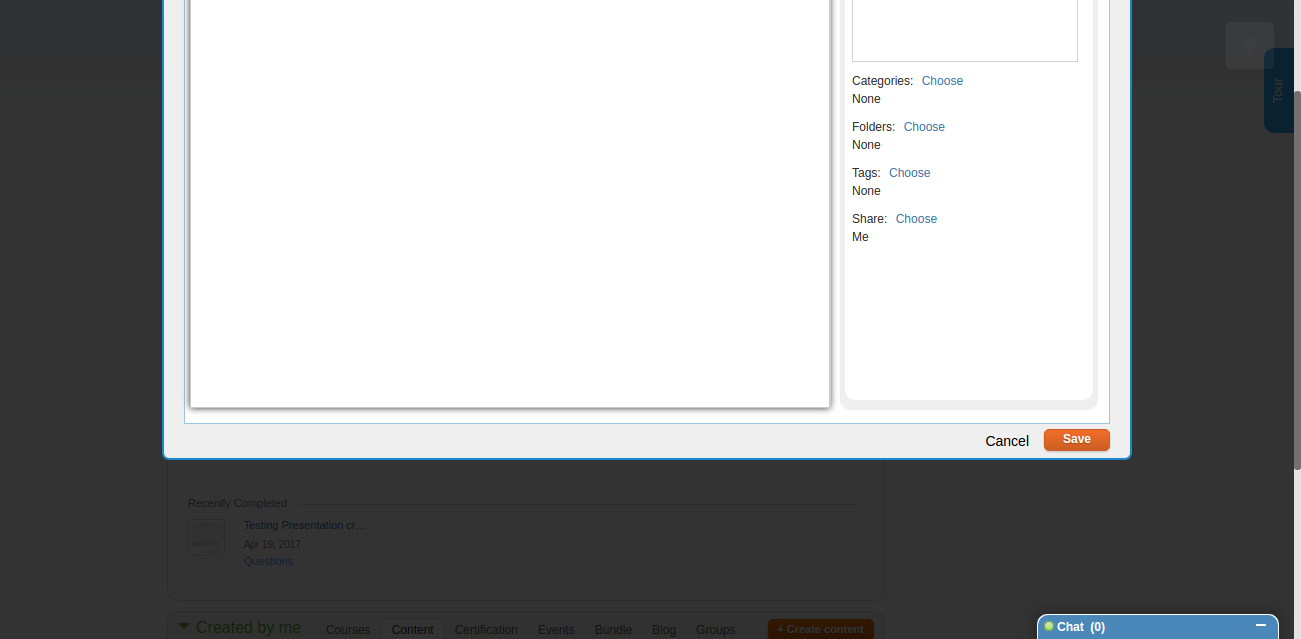 Tour
Categories: Choose
None
Folders: Choose
None
Tags: Choose
None
Share: Choose
Me
Cancel
Save
Recently Completed
Testing Presentation cr...
Apr 19, 2017
Questions
Created by me
Courses
Content
Certification
Events
Bundle
Blog
Groups
+ Create content
Chat (0)